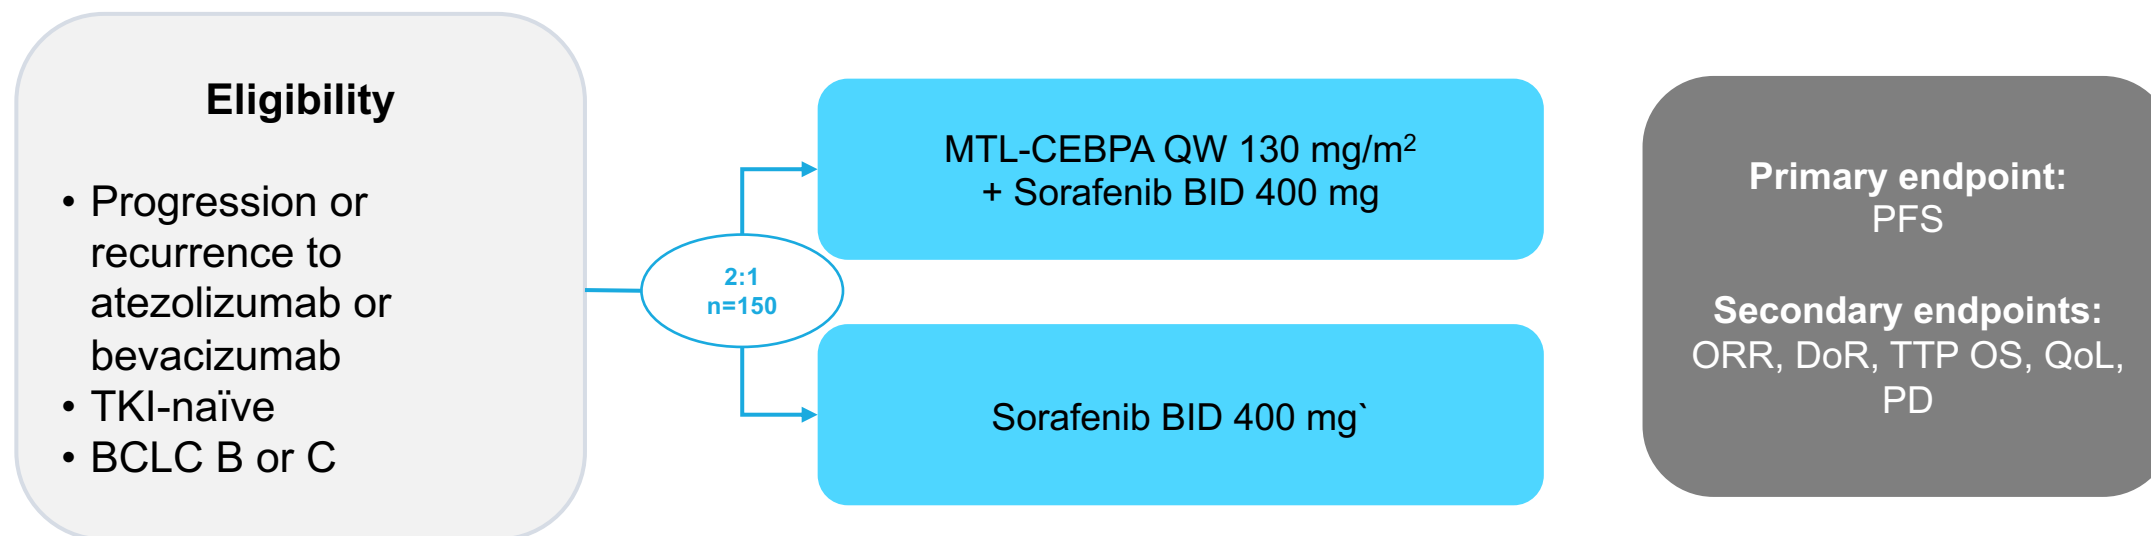 Eligibility
• Progression or
recurrence to
atezolizumab or
bevacizumab
• TKI-naïve
• BCLC B or C
2:1
n=150
MTL-CEBPA QW 130 mg/m²
+ Sorafenib BID 400 mg
Sorafenib BID 400 mg`
Primary endpoint:
PFS
Secondary endpoints:
ORR, DoR, TTP OS, QoL,
PD